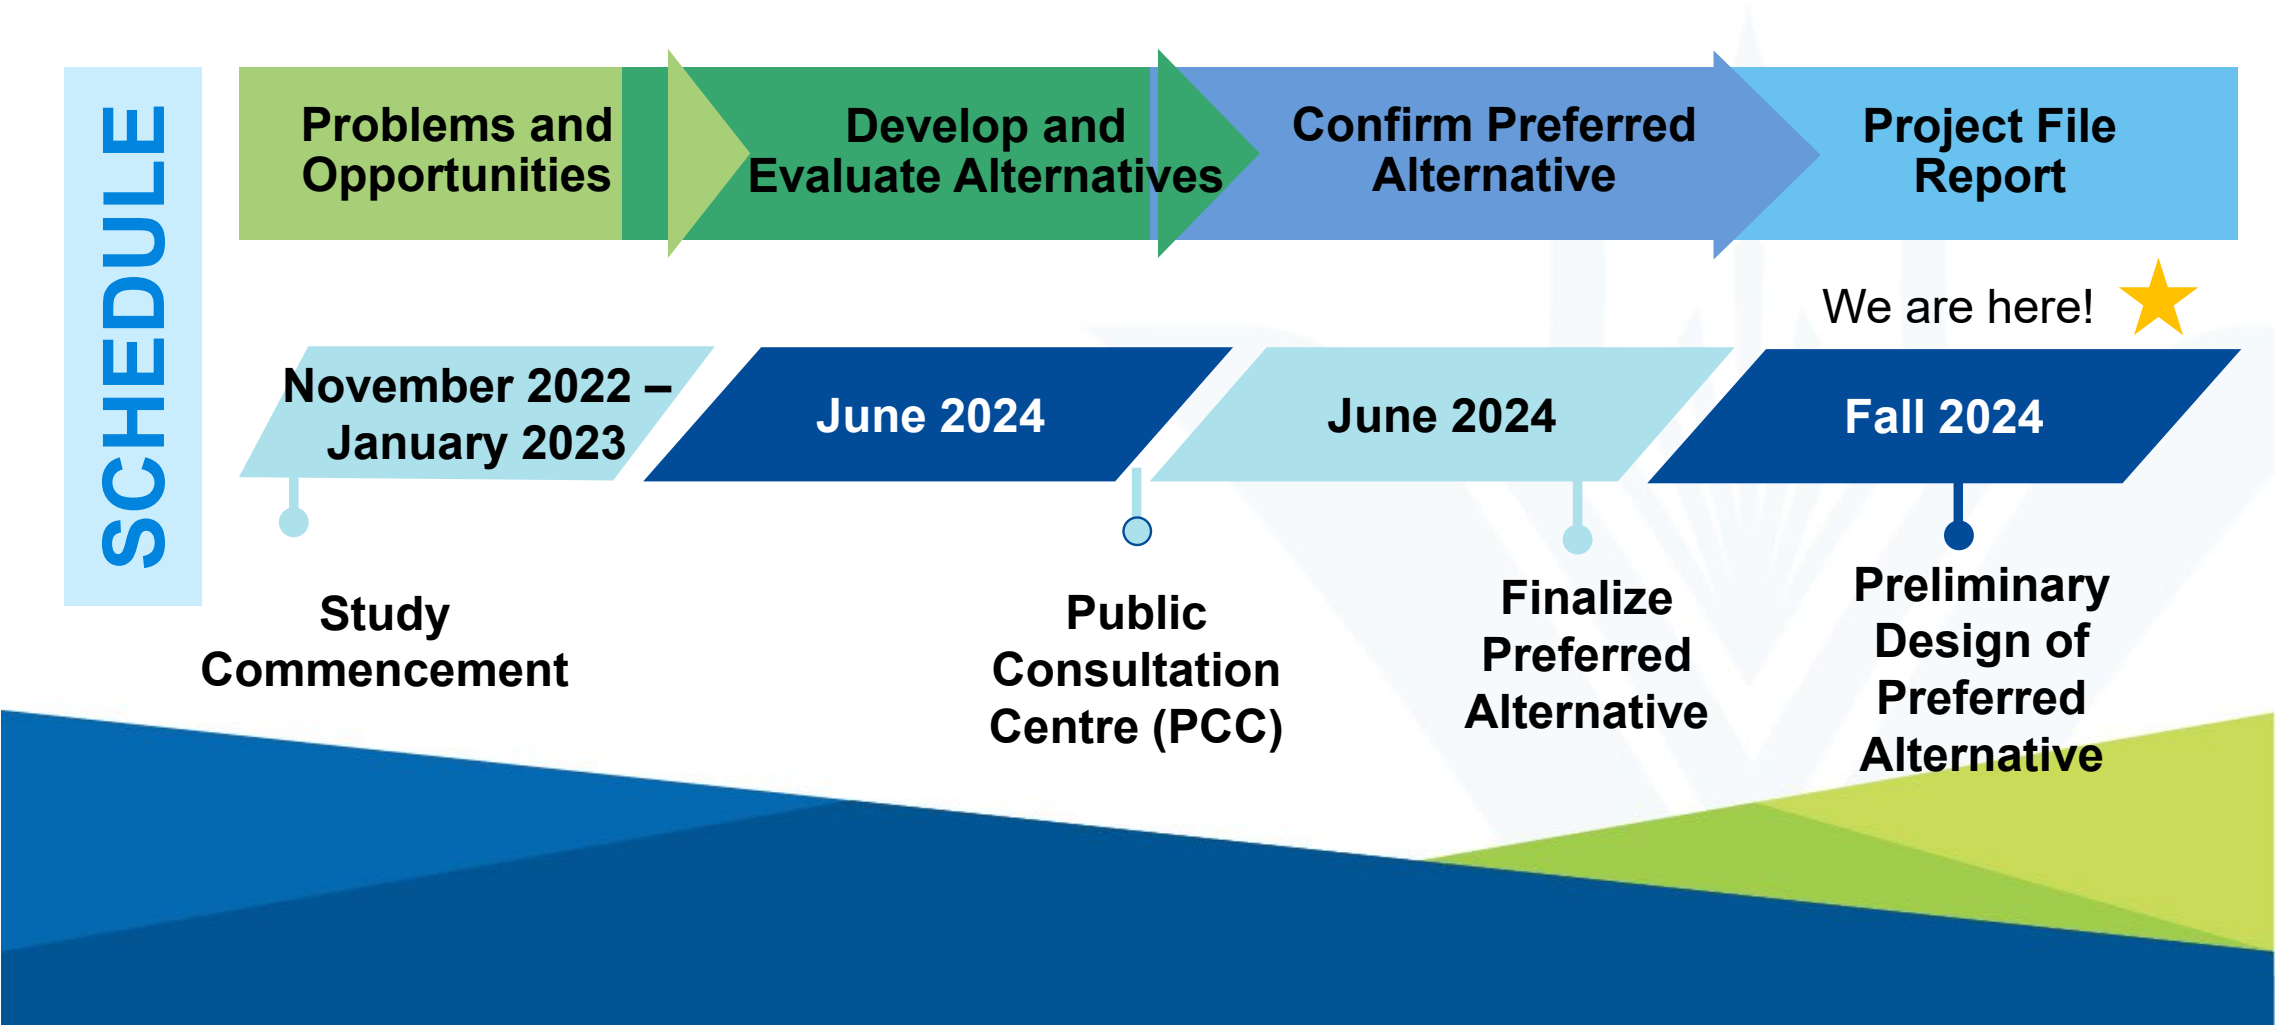 SCHEDULE
Problems and
Opportunities
Develop and
Evaluate Alternatives
Confirm Preferred
Alternative
Project File
Report
We are here!
November 2022 –
January 2023
June 2024
June 2024
Fall 2024
Study
Commencement
Public
Consultation
Centre (PCC)
Finalize
Preferred
Alternative
Preliminary
Design of
Preferred
Alternative